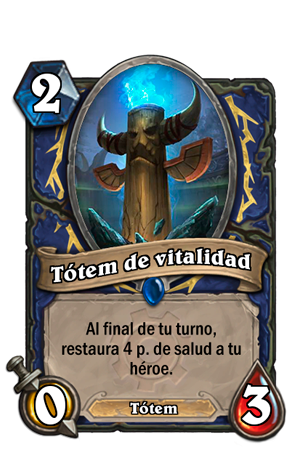 2
Tótem de vitalidad
Al final de tu turno,
restaura 4 p. de salud a tu
héroe.
0
Tótem
3